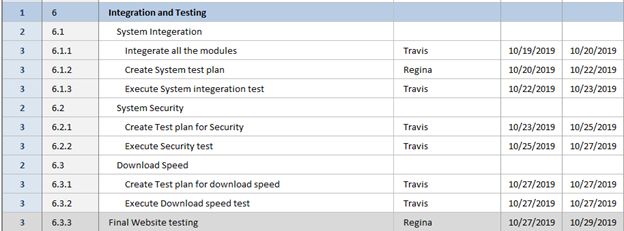 1 6 Integration and Testing
2 6.1 System Integeration
3 6.1.1 Integerate all the modules Travis 10/19/2019 10/20/2019
3 6.1.2 Create System test plan Regina 10/20/2019 10/22/2019
3 6.1.3 Execute System integeration test Travis 10/22/2019 10/23/2019
2 6.2 System Security
3 6.2.1 Create Test plan for Security Travis 10/23/2019 10/25/2019
3 6.2.2 Execute Security test Travis 10/25/2019 10/27/2019
2 6.3 Download Speed
3 6.3.1 Create Test plan for download speed Travis 10/27/2019 10/27/2019
3 6.3.2 Execute Download speed test Travis 10/27/2019 10/27/2019
3 6.3.3 Final Website testing Regina 10/27/2019 10/29/2019